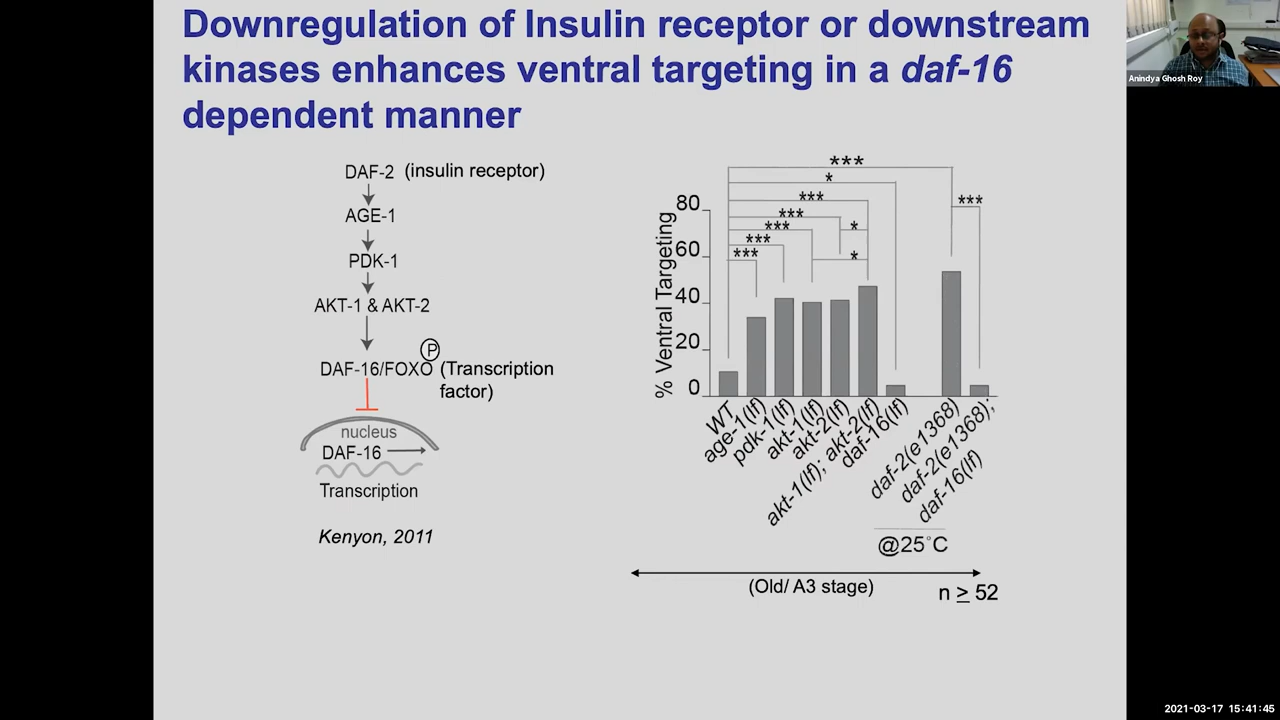 Downregulation of Insulin receptor or downstream
kinases enhances ventral targeting in a daf-16
dependent manner
Anindya Ghosh Roy
DAF-2 (insulin receptor)
AGE-1
PDK-1
AKT-1 & AKT-2
P
DAF-16/FOXO (Transcription
factor)
nucleus
DAF-16
Transcription
Kenyon, 2011
***
*
***
***
***
***
***
*
*
***
% Ventral Targeting
80
60
40
20
0
WT
age-1(lf)
pdk-1(lf)
akt-1(lf)
akt-2(lf)
akt-1(lf); akt-2(lf)
daf-16(lf)
daf-2(e1368)
daf-2(e1368);
daf-16(lf)
@25°C
(Old/ A3 stage)
n ≥ 52
2021-03-17 15:41:45